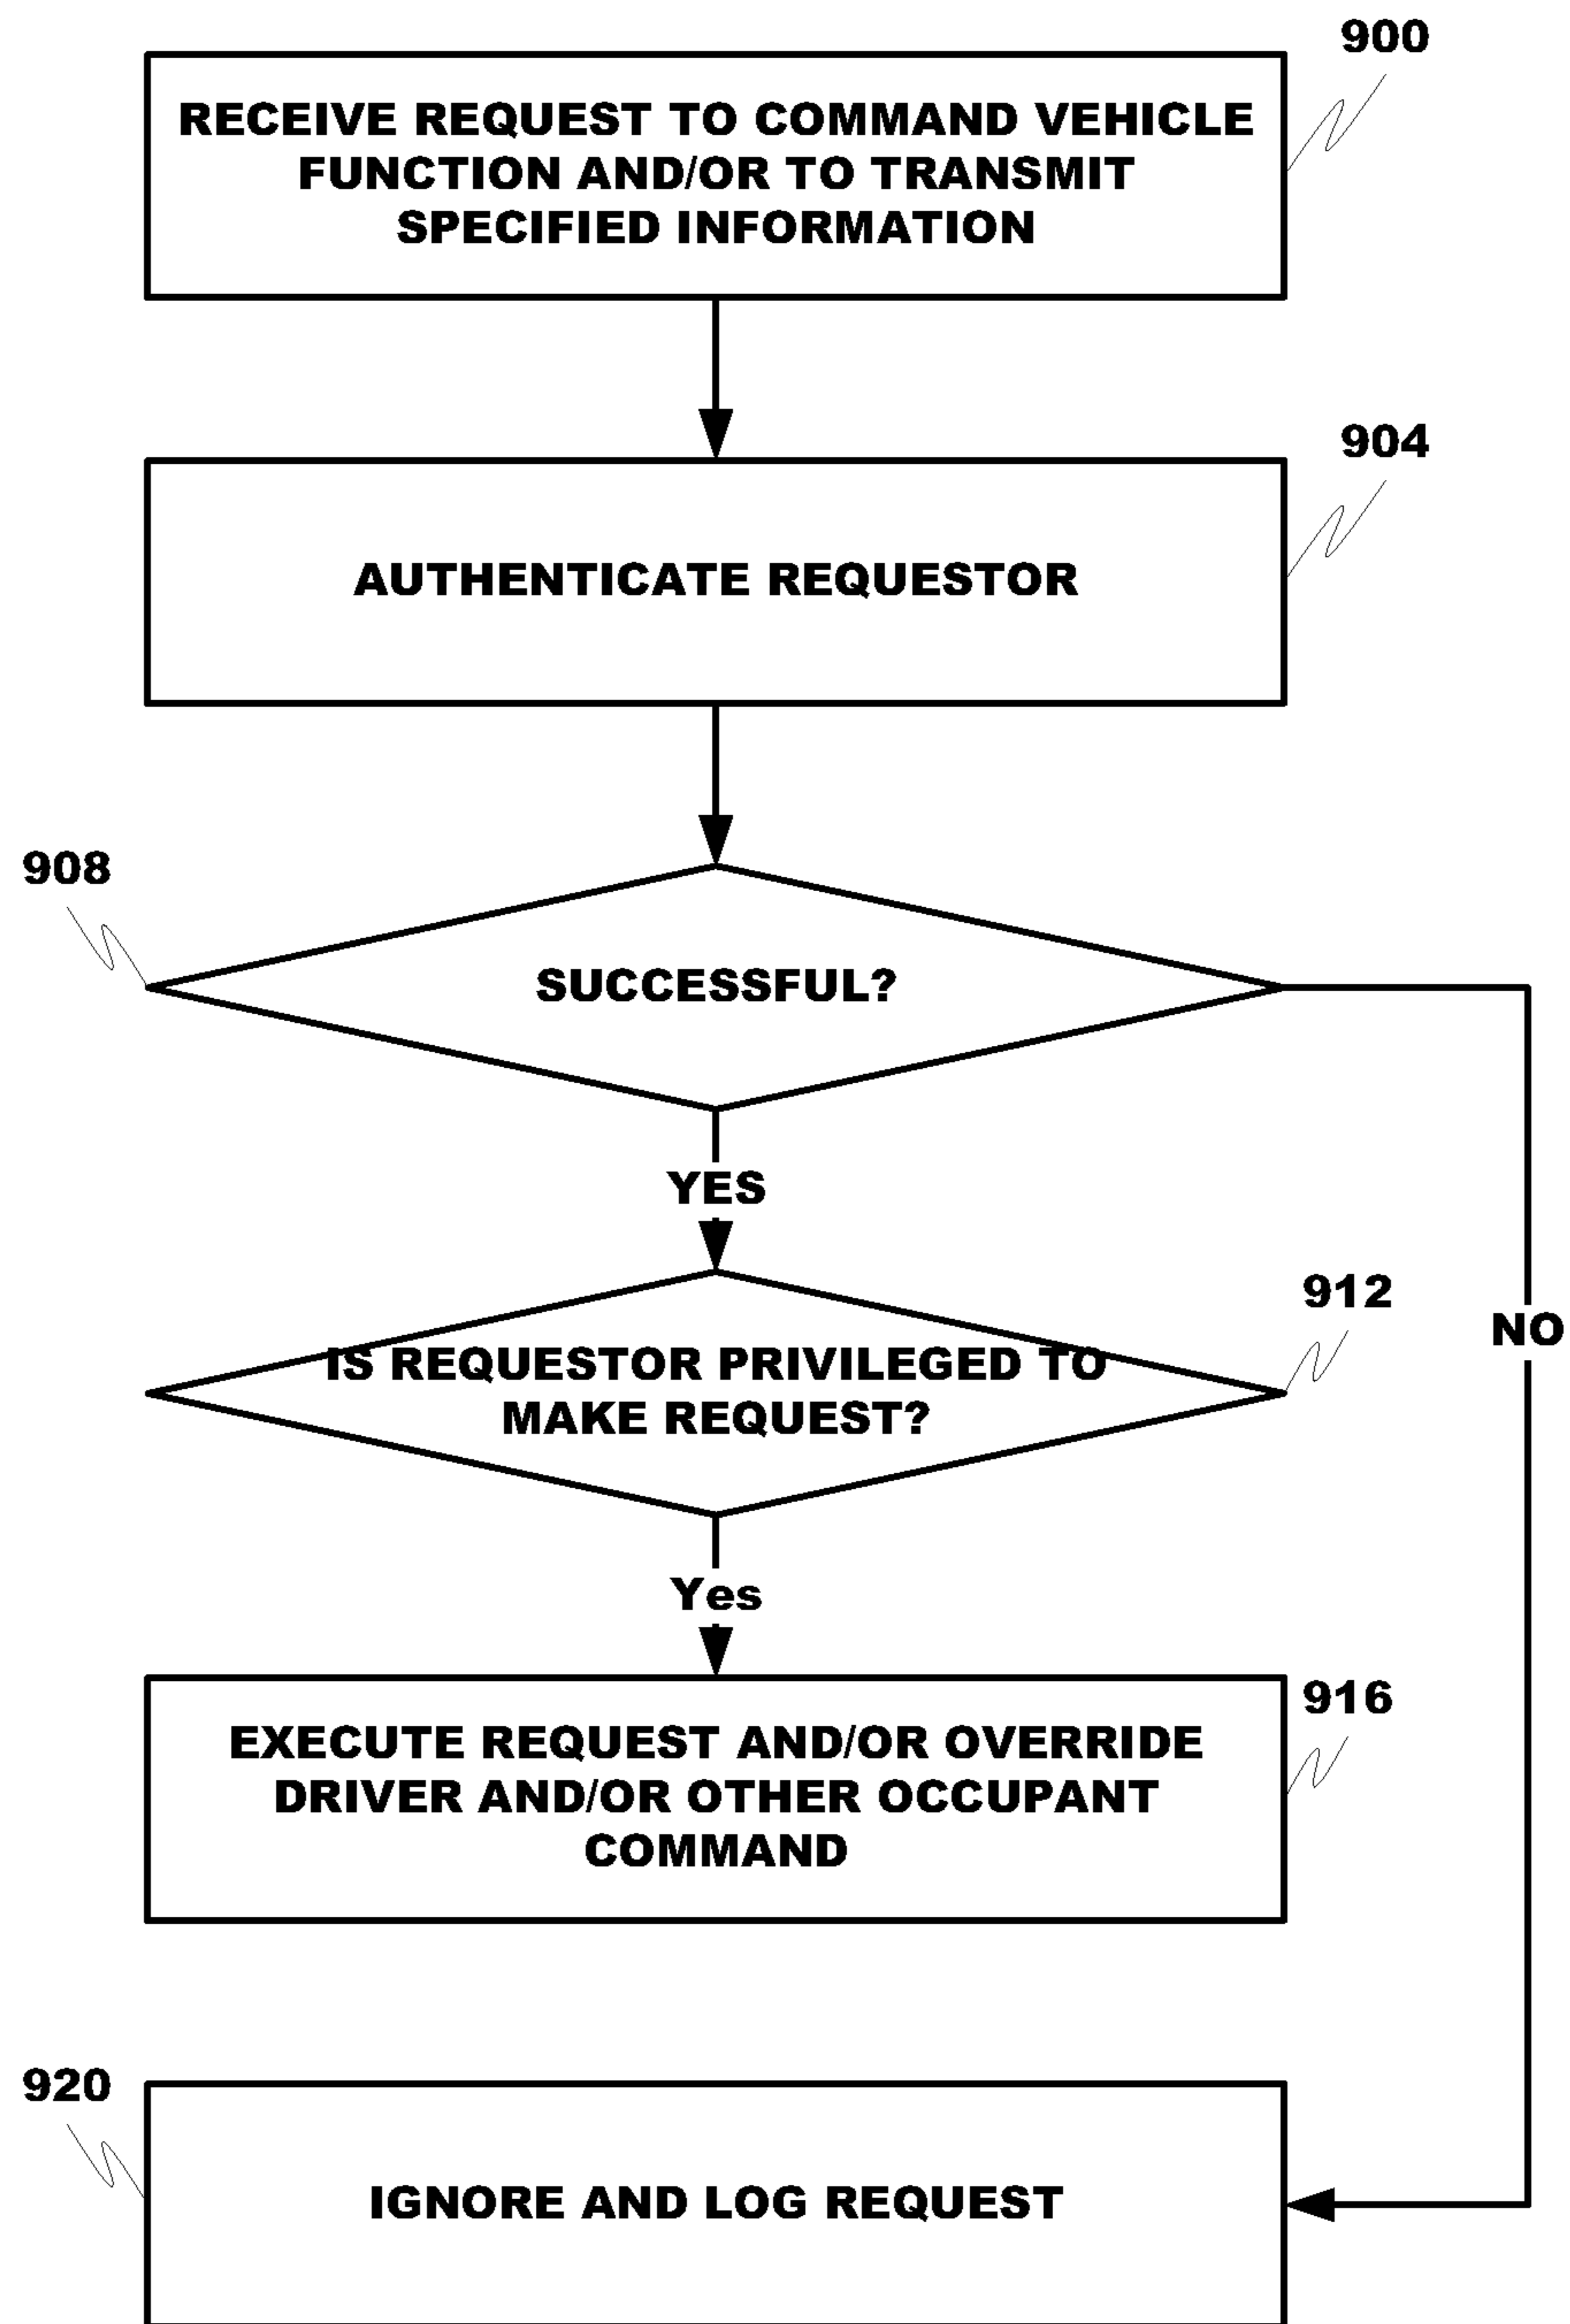 900
RECEIVE REQUEST TO COMMAND VEHICLE
FUNCTION AND/OR TO TRANSMIT
SPECIFIED INFORMATION
904
AUTHENTICATE REQUESTOR
908
SUCCESSFUL?
YES
912
IS REQUESTOR PRIVILEGED TO
MAKE REQUEST?
NO
Yes
916
EXECUTE REQUEST AND/OR OVERRIDE
DRIVER AND/OR OTHER OCCUPANT
COMMAND
920
IGNORE AND LOG REQUEST